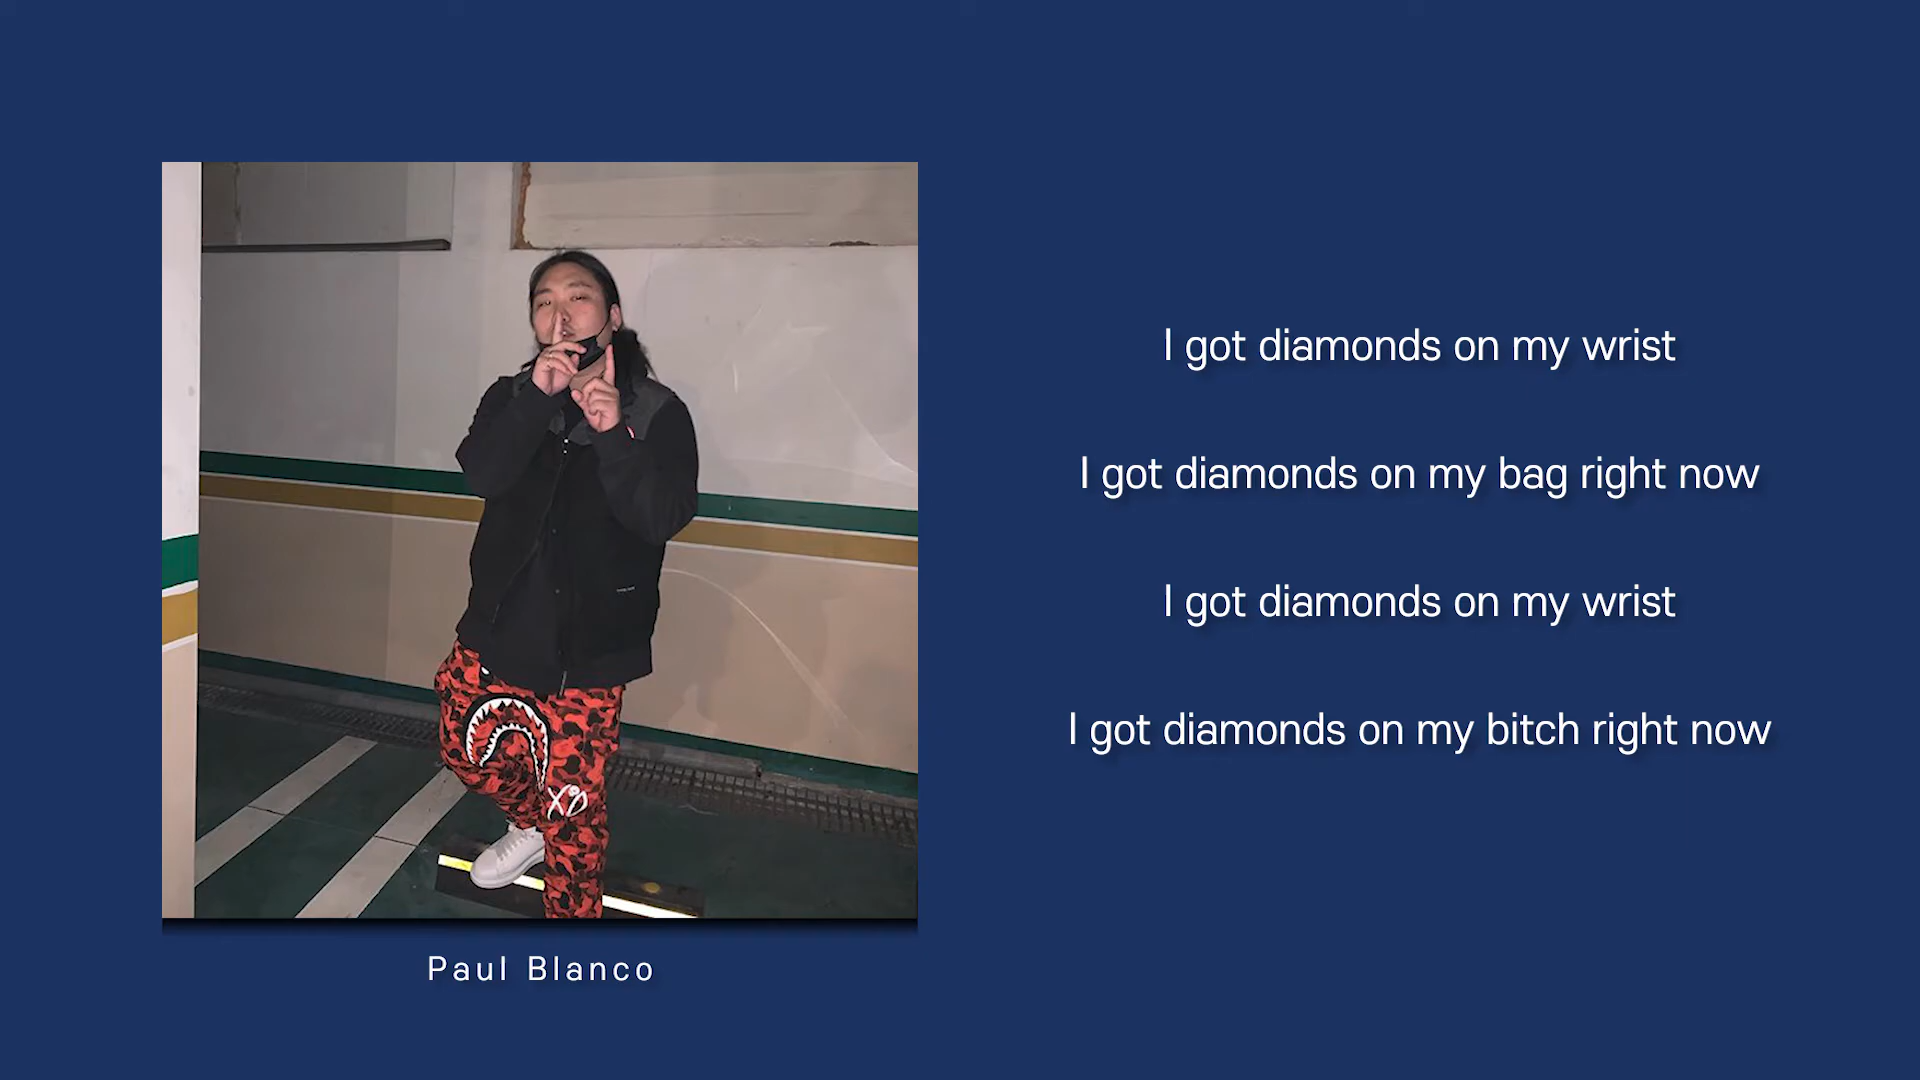 I got diamonds on my wrist
I got diamonds on my bag right now
I got diamonds on my wrist
I got diamonds on my bitch right now
XO
Paul Blanco